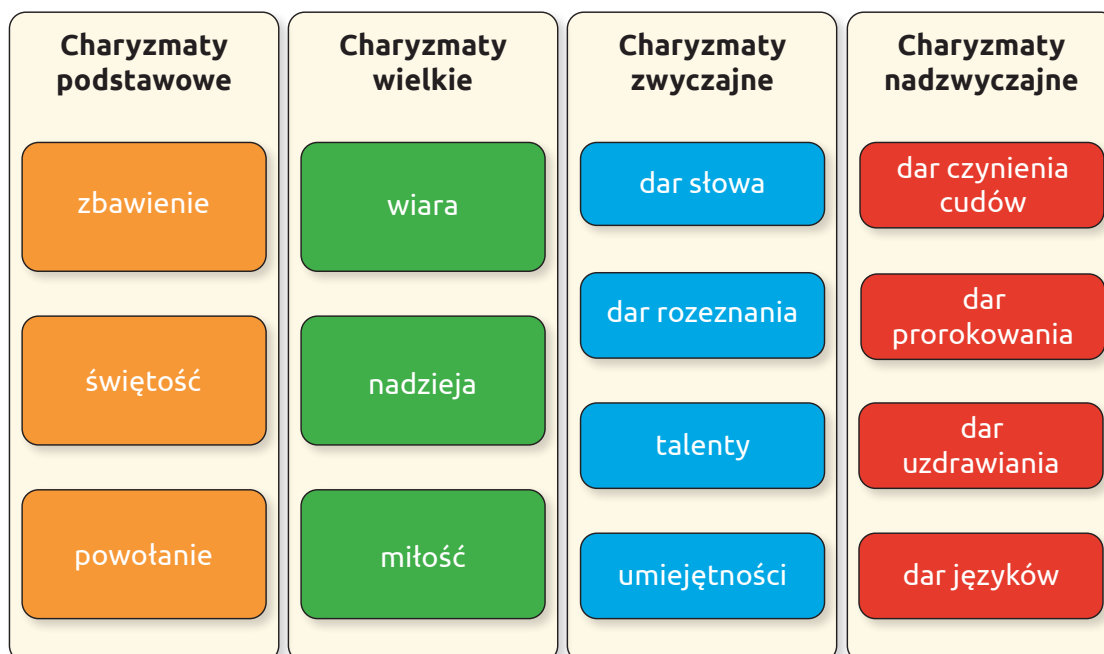 Charyzmaty
podstawowe
zbawienie
świętość
powołanie
Charyzmaty
wielkie
wiara
nadzieja
miłość
Charyzmaty
zwyczajne
dar słowa
dar rozeznania
talenty
umiejętności
Charyzmaty
nadzwyczajne
dar czynienia
cudów
dar
prorokowania
dar
uzdrawiania
dar języków